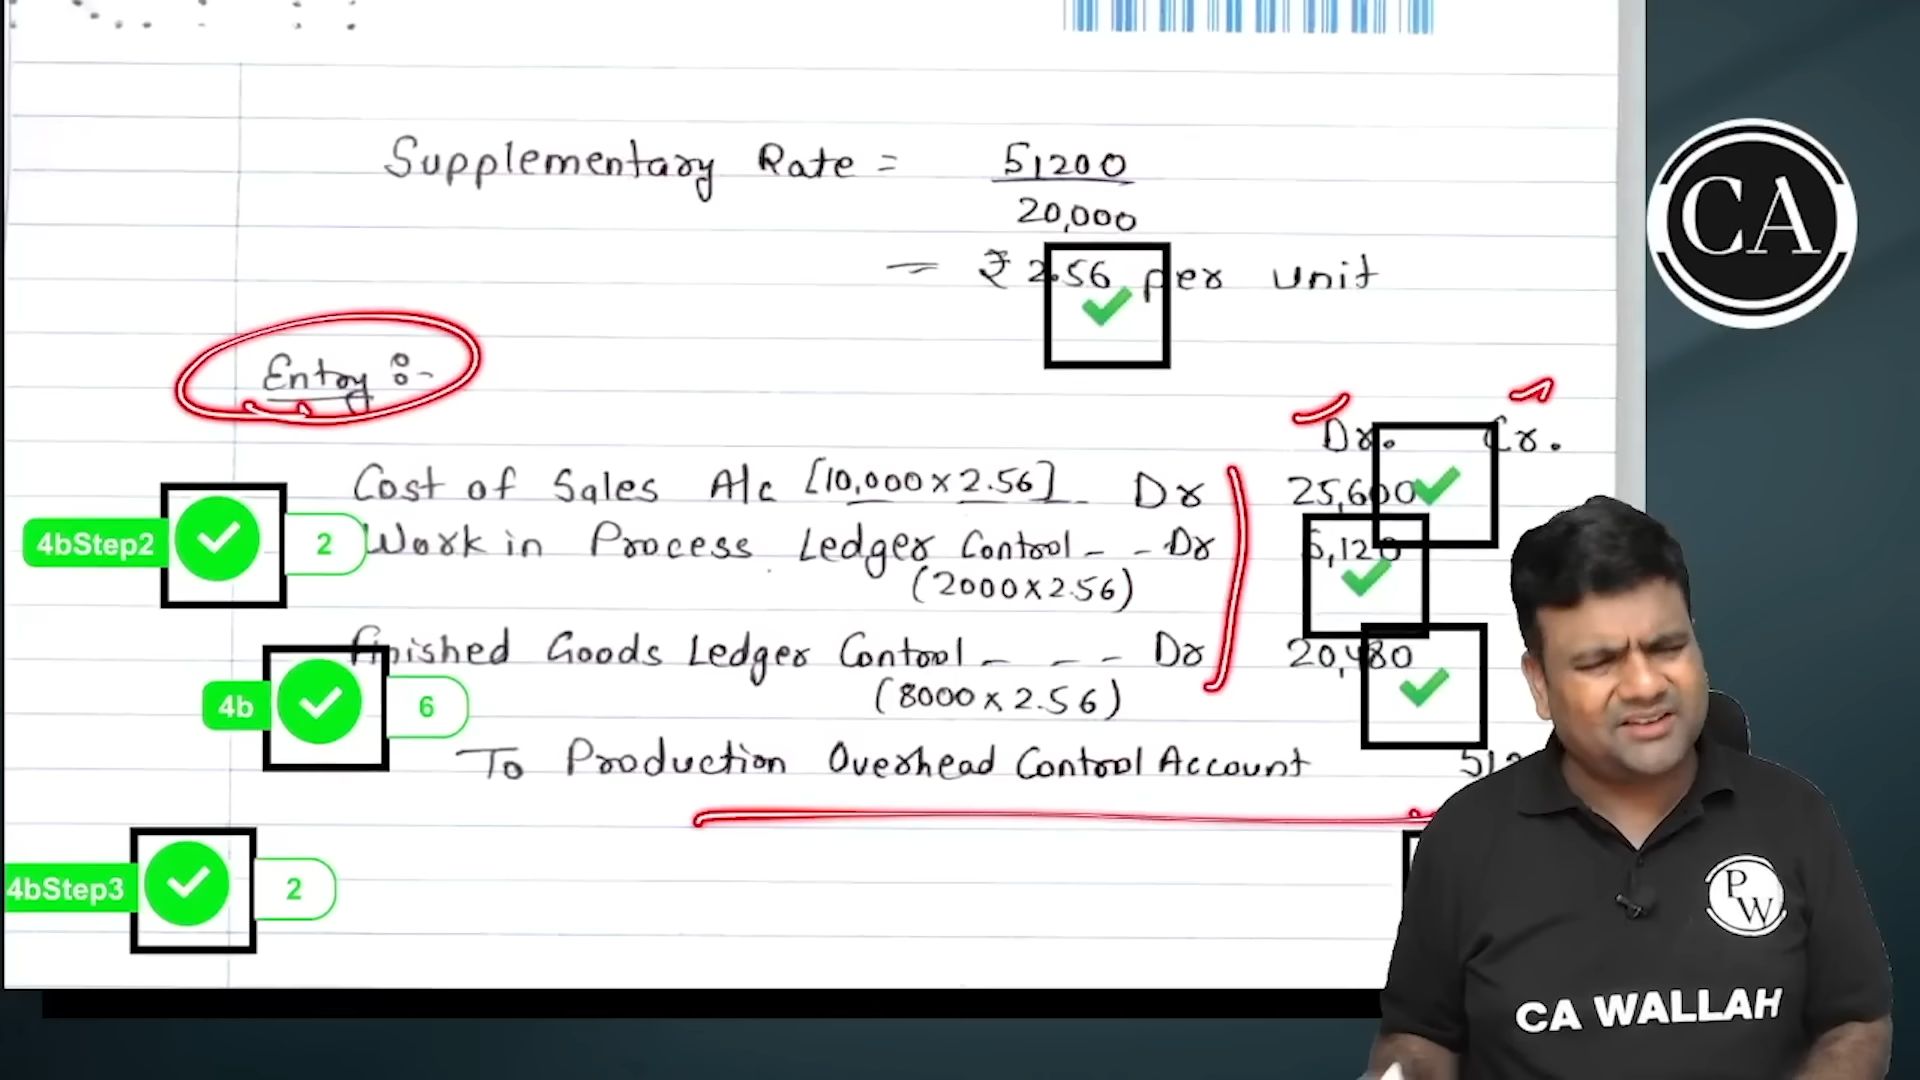 Supplementary Rate = 51200
20,000
= ₹ 2.56 per unit
Entry :-
Dr. Cr.
Cost of Sales A/c [10,000 × 2.56] Dr 25,600
4bStep2 2
Work in Process Ledger Control - - Dr 5,120
(2000 × 2.56)
Finished Goods Ledger Control - - - Dr 20,480
(8000 × 2.56)
4b 6
To Production Overhead Control Account
4bStep3 2
CA
PW
CA WALLAH